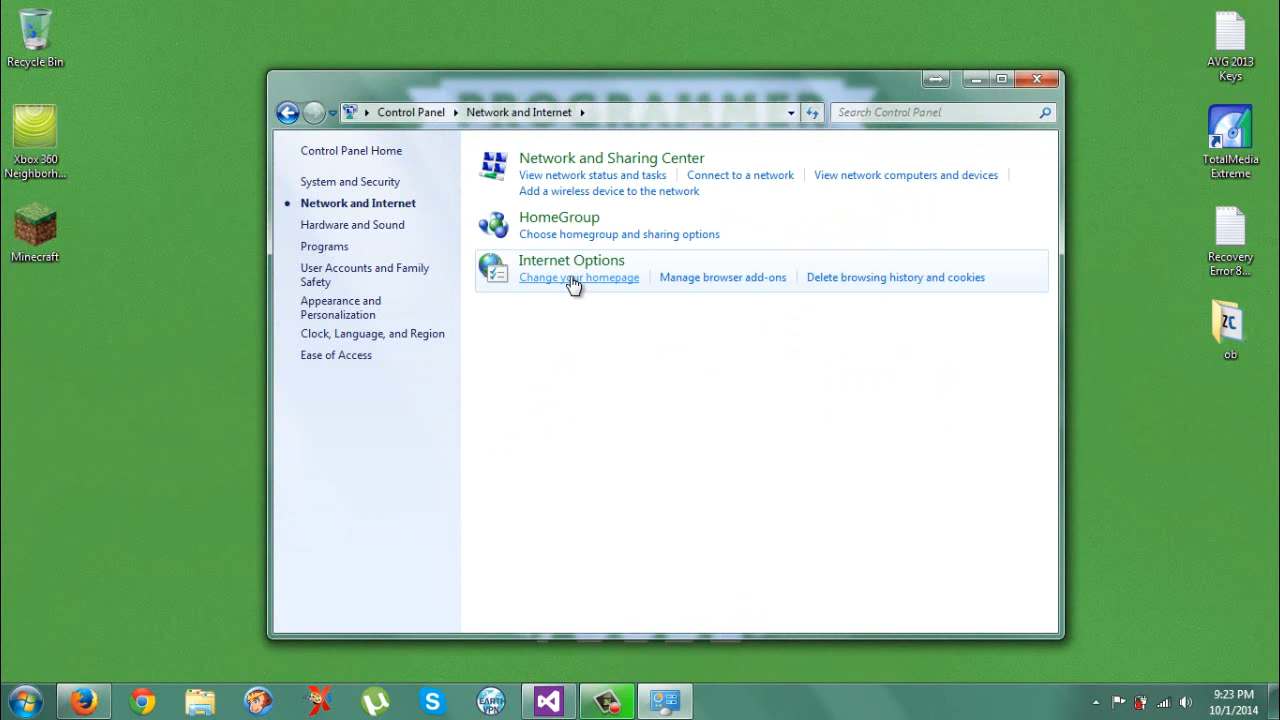 Recycle Bin
Xbox 360
Neighborh...
Minecraft
Control Panel
Network and Internet
Search Control Panel
Control Panel Home
System and Security
Network and Internet
Hardware and Sound
Programs
User Accounts and Family
Safety
Appearance and
Personalization
Clock, Language, and Region
Ease of Access
Network and Sharing Center
View network status and tasks Connect to a network View network computers and devices
Add a wireless device to the network
HomeGroup
Choose homegroup and sharing options
Internet Options
Change your homepage Manage browser add-ons Delete browsing history and cookies
AVG 2013
Keys
TotalMedia
Extreme
Recovery
Error 8...
ZC
ob
EARTH
VPN
9:23 PM
10/1/2014